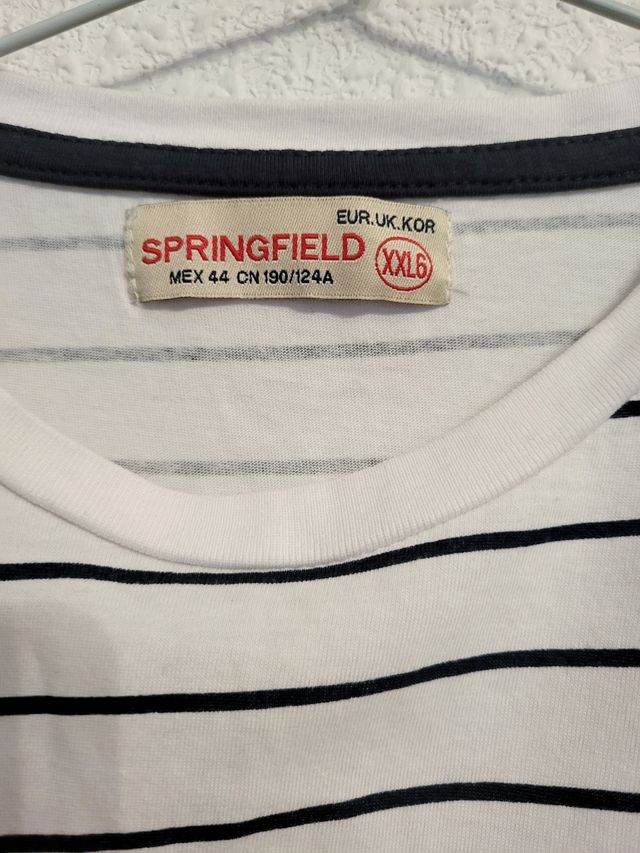 EUR.UK.KOR
SPRINGFIELD XXL6
MEX 44 CN 190/124A